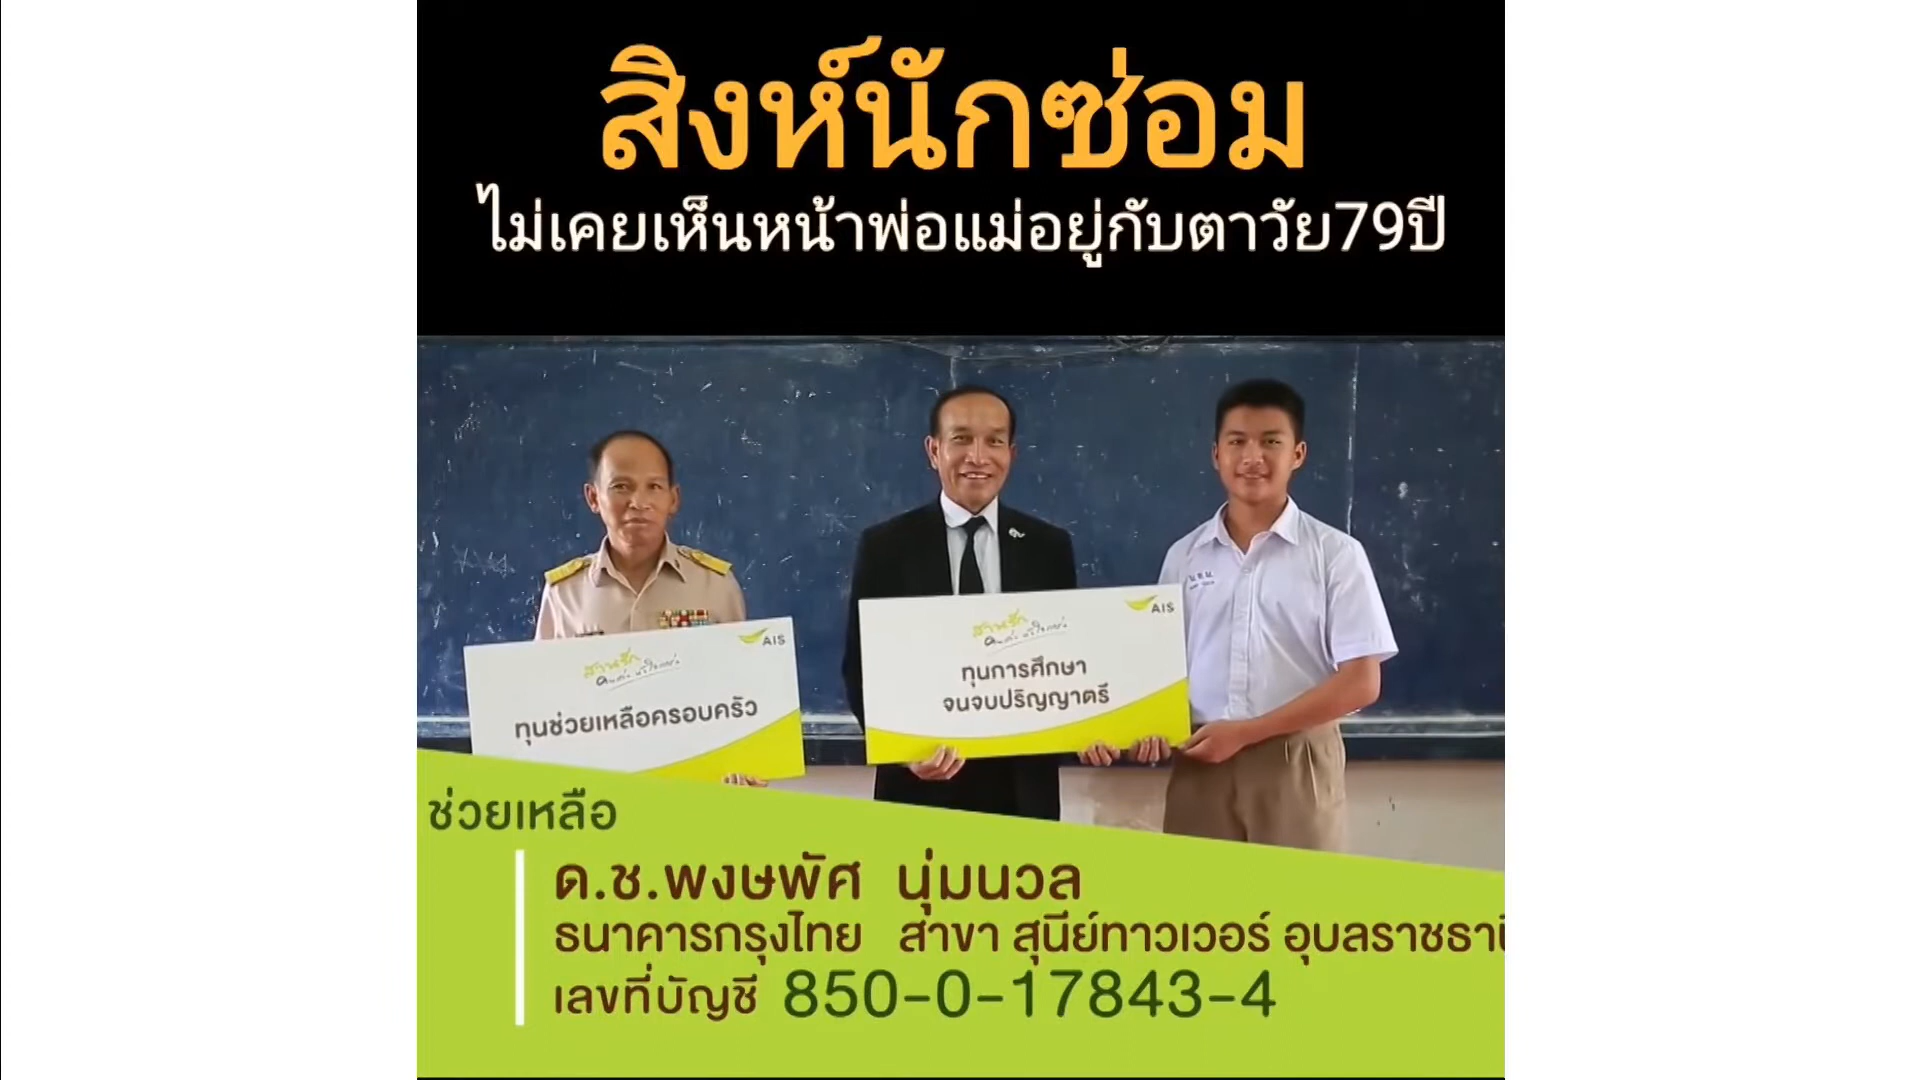 สิงห์นักซ่อม
ไม่เคยเห็นหน้าพ่อแม่อยู่กับตาวัย79ปี
AIS
สานรัก
ทุนช่วยเหลือครอบครัว
AIS
สานรัก
ทุนการศึกษา
จนจบปริญญาตรี
ช่วยเหลือ
ด.ช.พงษพัศ นุ่มนวล
ธนาคารกรุงไทย สาขา สุนีย์ทาวเวอร์
เลขที่บัญชี 850-0-17843-4